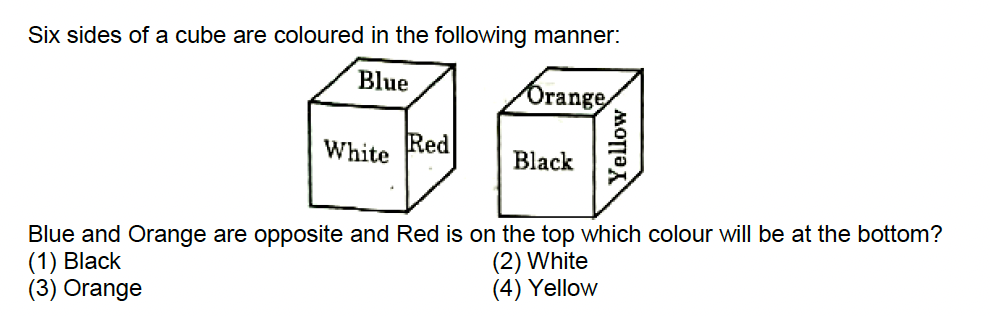 Six sides of a cube are coloured in the following manner:
Blue
White
Red
Orange
Black
Yellow
Blue and Orange are opposite and Red is on the top which colour will be at the bottom?
(1) Black
(2) White
(3) Orange
(4) Yellow